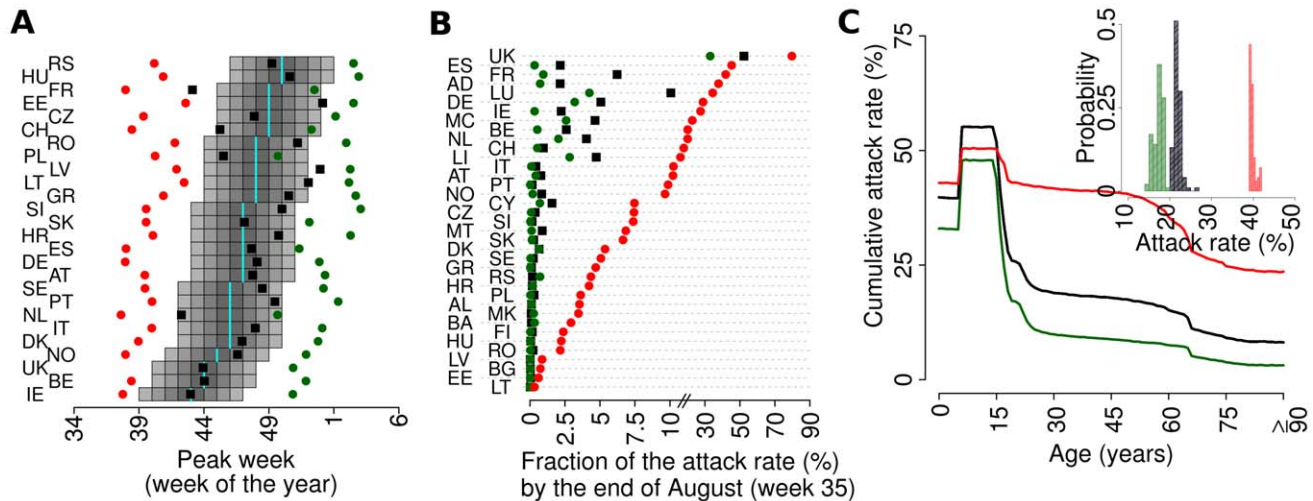 A
RS
HU
FR
EE
CZ
CH
RO
PL
LV
LT
GR
SI
SK
HR
ES
DE
AT
SE
PT
NL
IT
DK
NO
UK
BE
IE
34
39
44
49
1
6
Peak week
(week of the year)
B
UK
ES
FR
AD
LU
DE
IE
MC
BE
NL
CH
LI
IT
AT
PT
NO
CY
CZ
SI
MT
SK
DK
SE
GR
RS
HR
PL
AL
MK
BA
FI
HU
RO
LV
BG
EE
LT
0
2.5
5
7.5
10
30
50
70
90
Fraction of the attack rate (%)
by the end of August (week 35)
C
Cumulative attack rate (%)
75
50
25
0
0
15
30
45
60
75
≥90
Age (years)
Probability
0.5
0.25
0
10
20
30
40
50
Attack rate (%)